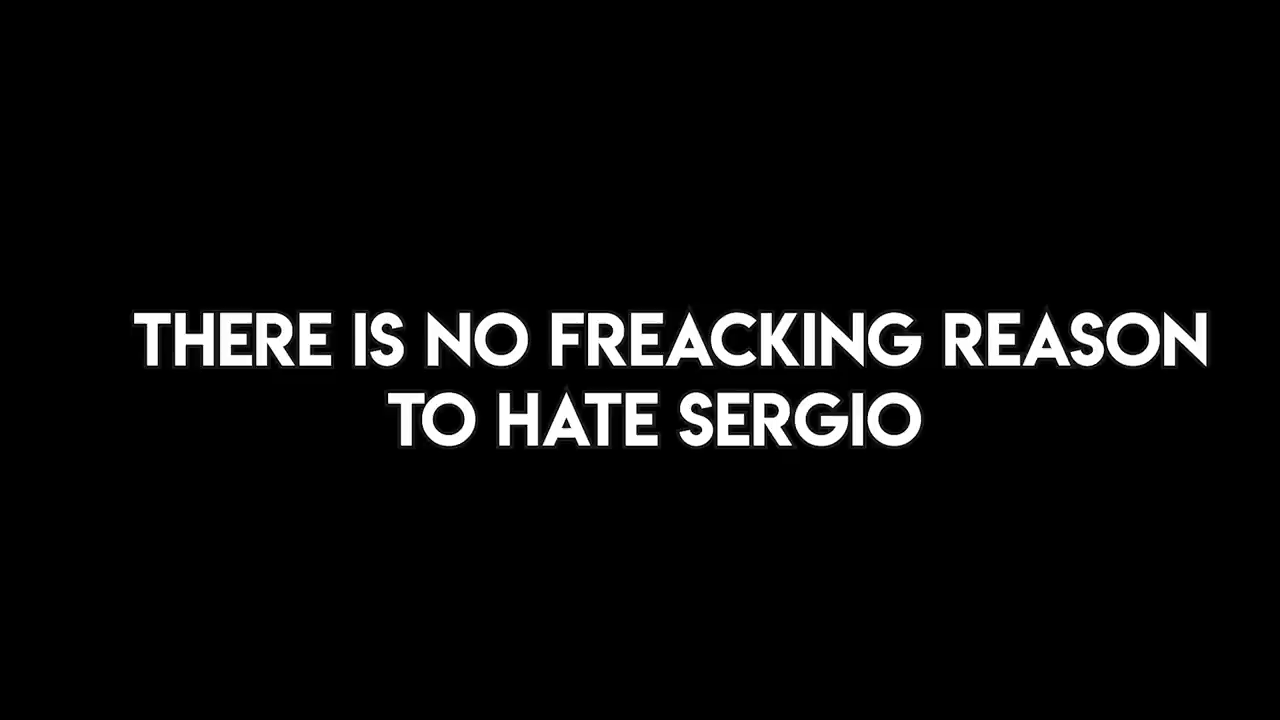 THERE IS NO FREACKING REASON
TO HATE SERGIO